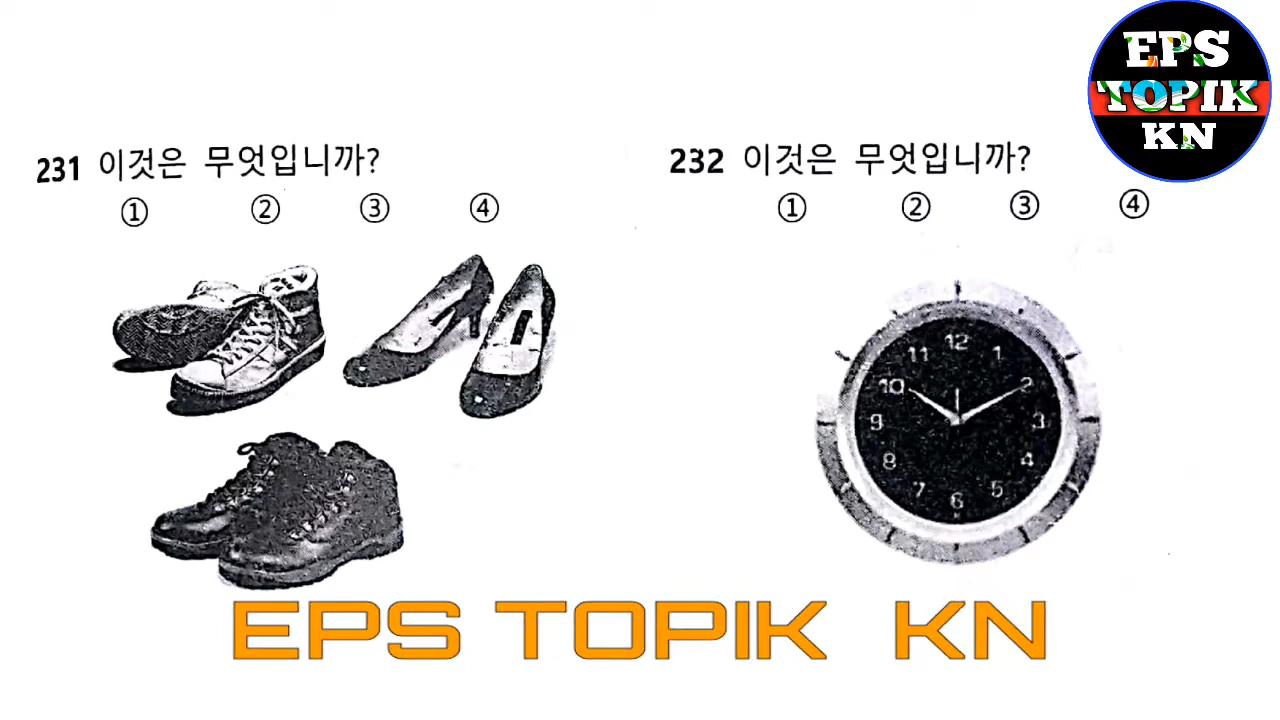 EPS
TOPIK
KN
231 이것은 무엇입니까?
① ② ③ ④
232 이것은 무엇입니까?
① ② ③ ④
11 12 1
10 2
9 3
8 4
7 6 5
EPS TOPIK KN